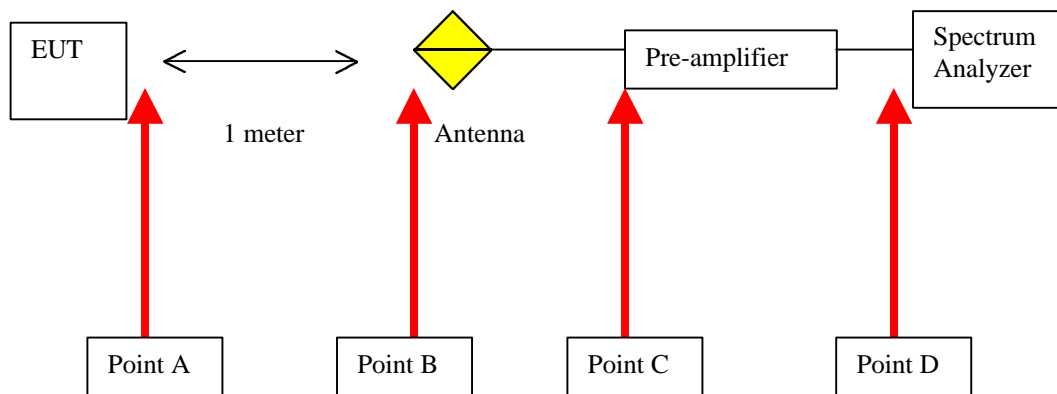 EUT
Pre-amplifier
Spectrum
Analyzer
1 meter
Antenna
Point A
Point B
Point C
Point D